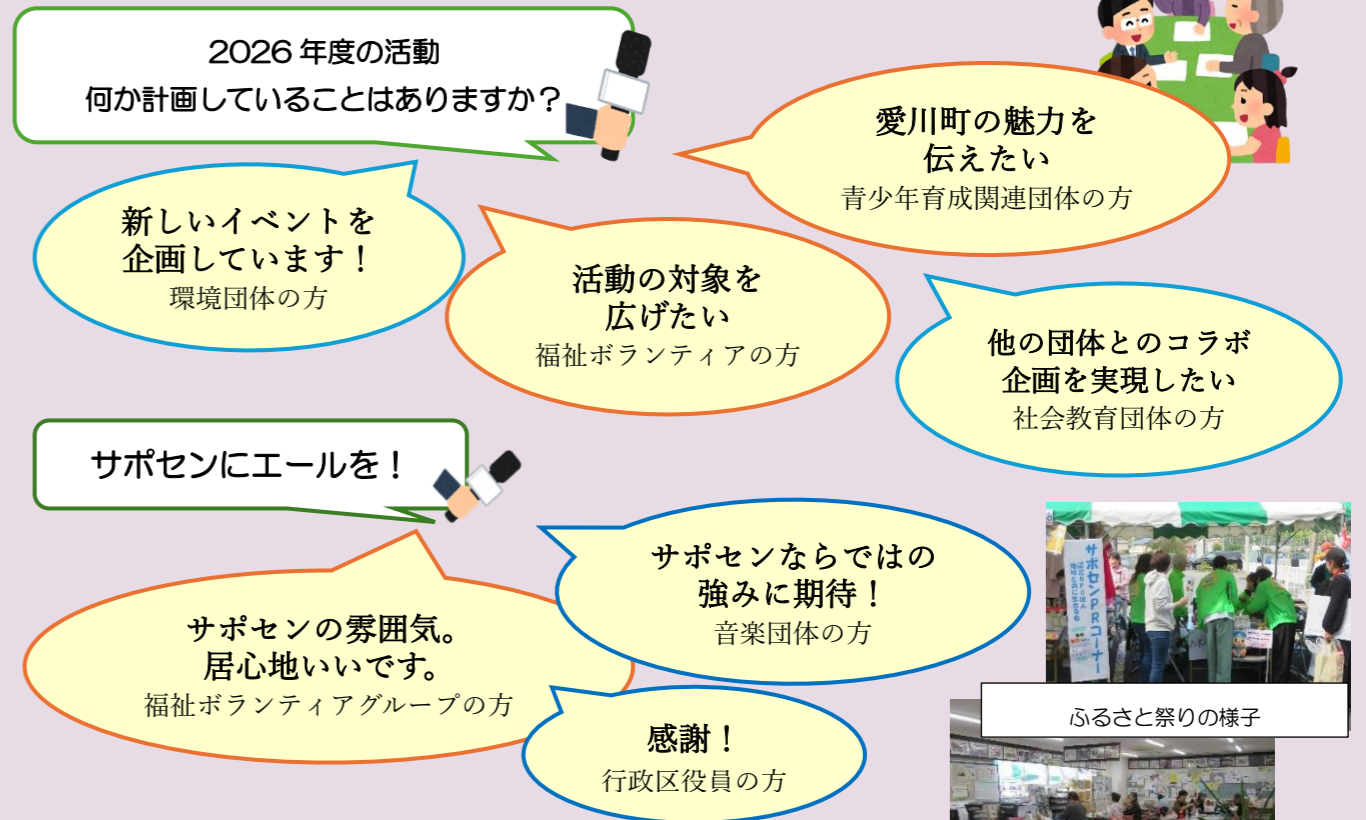 2026年度の活動
何か計画していることはありますか？
愛川町の魅力を
伝えたい
青少年育成関連団体の方
新しいイベントを
企画しています！
環境団体の方
活動の対象を
広げたい
福祉ボランティアの方
他の団体とのコラボ
企画を実現したい
社会教育団体の方
サポセンにエールを！
サポセンならではの
強みに期待！
音楽団体の方
サポセンの雰囲気。
居心地いいです。
福祉ボランティアグループの方
感謝！
行政区役員の方
サポセンPRコーナー
ふるさと祭りの様子